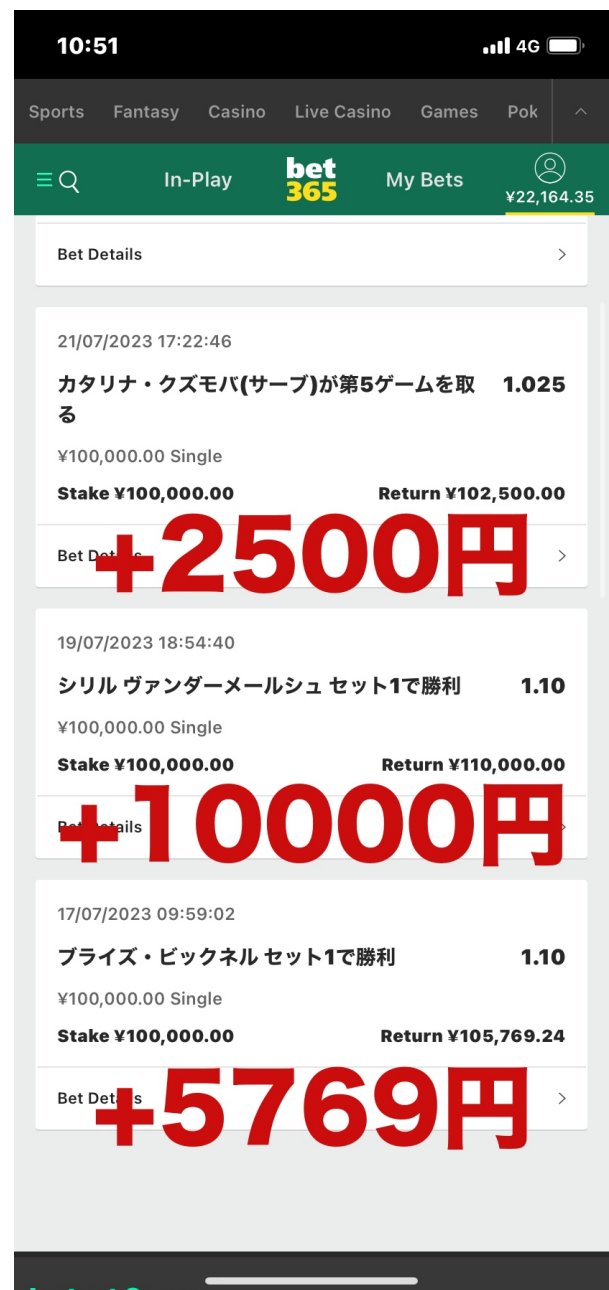 10:51
4G
Sports Fantasy Casino Live Casino Games Pok
In-Play
bet
365
My Bets
¥22,164.35
Bet Details
21/07/2023 17:22:46
カタリナ・クズモバ(サーブ)が第5ゲームを取 1.025
る
¥100,000.00 Single
Stake ¥100,000.00 Return ¥102,500.00
Bet Details
+2500円
19/07/2023 18:54:40
シリル ヴァンダーメールシュ セット1で勝利 1.10
¥100,000.00 Single
Stake ¥100,000.00 Return ¥110,000.00
Bet Details
+10000円
17/07/2023 09:59:02
ブライズ・ビックネル セット1で勝利 1.10
¥100,000.00 Single
Stake ¥100,000.00 Return ¥105,769.24
Bet Details
+5769円